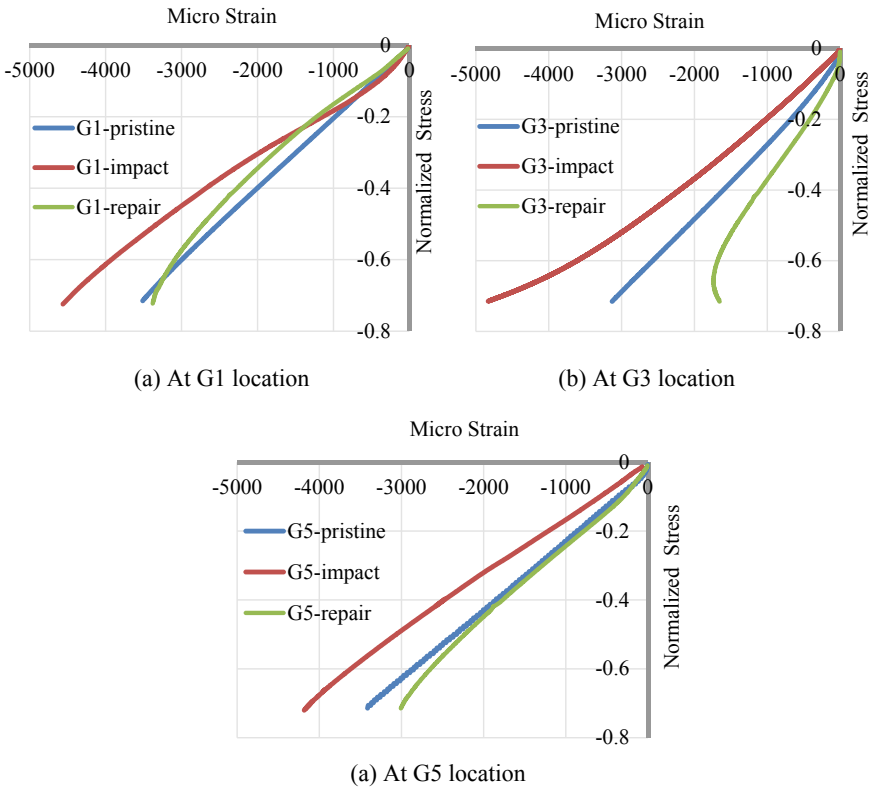 Micro Strain
-5000 -4000 -3000 -2000 -1000 0
0
-0.2
-0.4
-0.6
-0.8
Normalized Stress
G1-pristine
G1-impact
G1-repair
(a) At G1 location
Micro Strain
-5000 -4000 -3000 -2000 -1000 0
0
-0.2
-0.4
-0.6
-0.8
Normalized Stress
G3-pristine
G3-impact
G3-repair
(b) At G3 location
Micro Strain
-5000 -4000 -3000 -2000 -1000 0
0
-0.2
-0.4
-0.6
-0.8
Normalized Stress
G5-pristine
G5-impact
G5-repair
(a) At G5 location